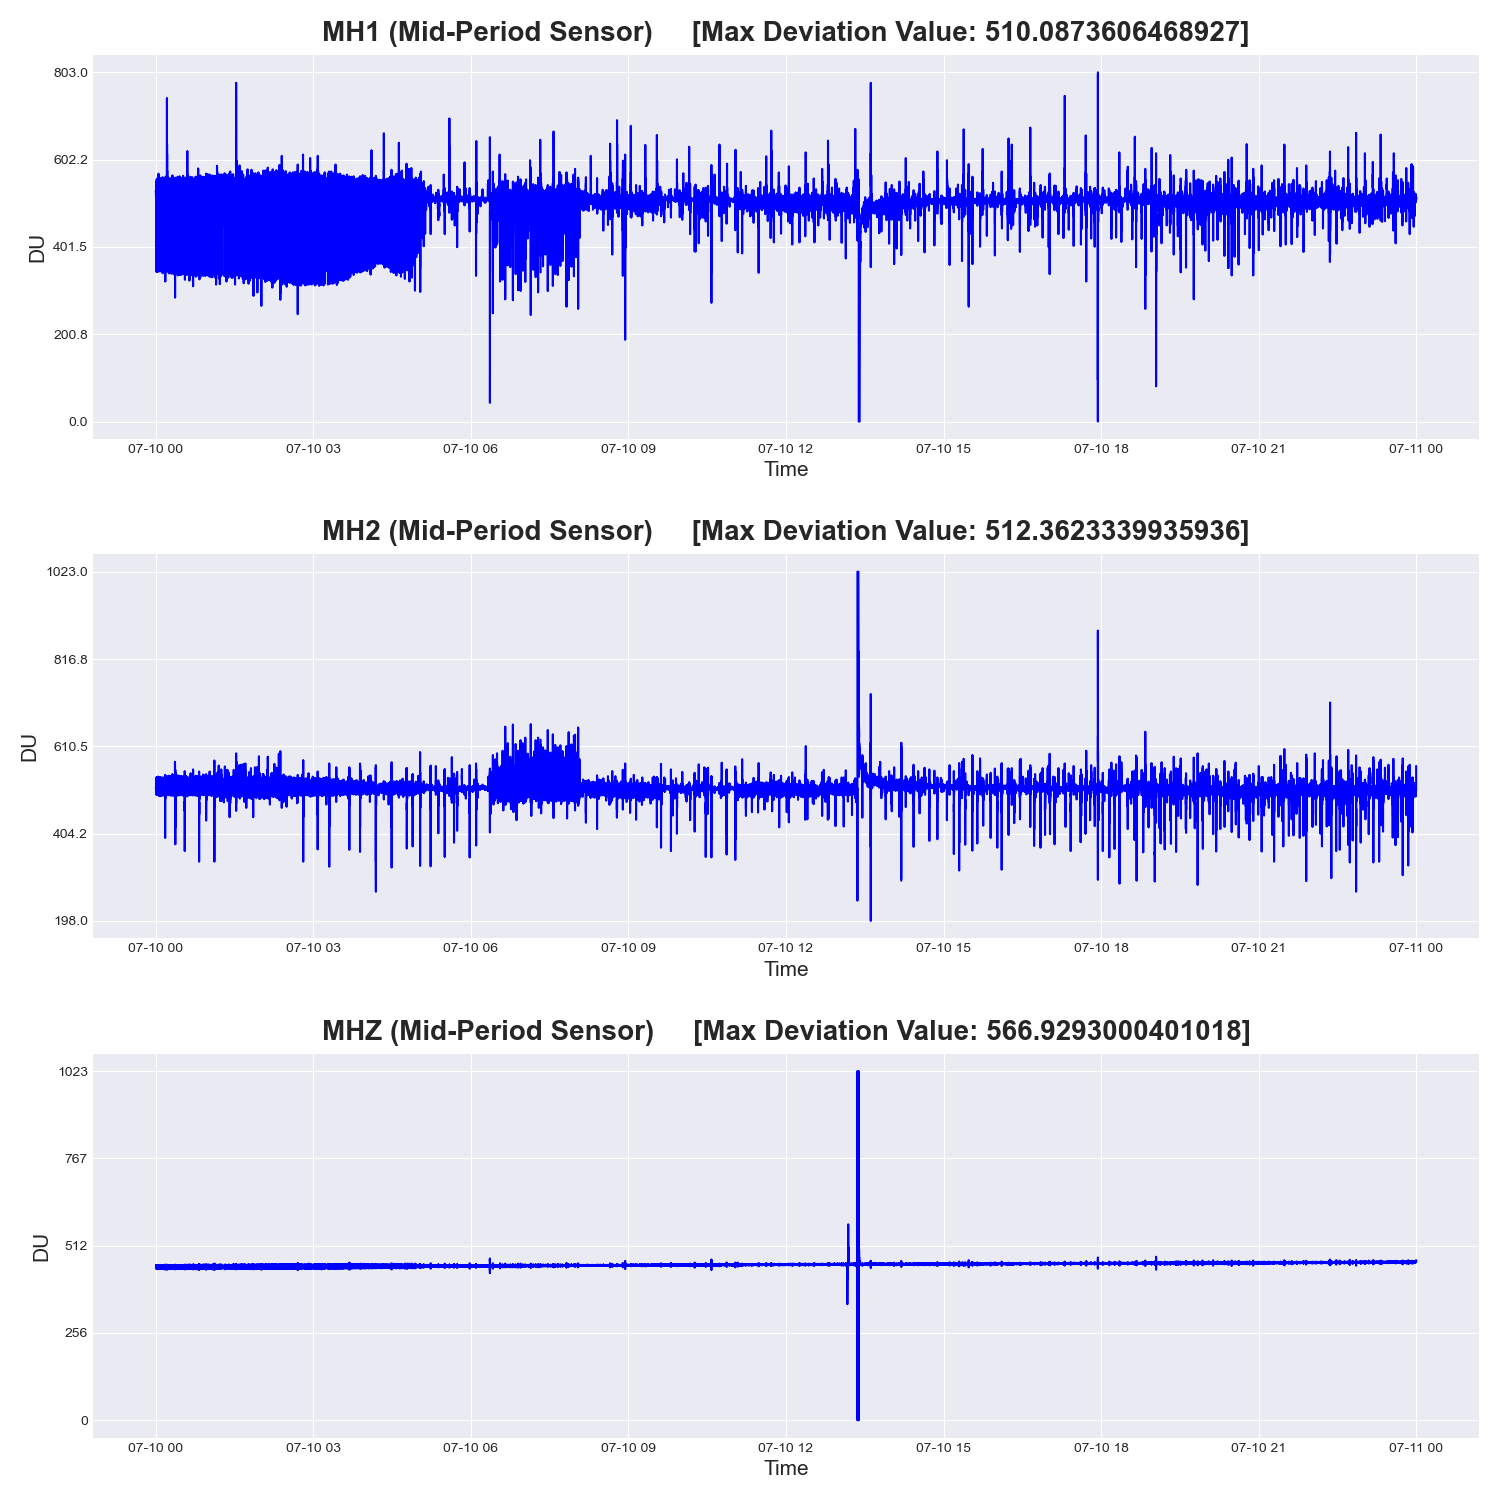 MH1 (Mid-Period Sensor) [Max Deviation Value: 510.0873606468927]
803.0
602.2
401.5
200.8
0.0
DU
07-10 00 07-10 03 07-10 06 07-10 09 07-10 12 07-10 15 07-10 18 07-10 21 07-11 00
Time
MH2 (Mid-Period Sensor) [Max Deviation Value: 512.3623339935936]
1023.0
816.8
610.5
404.2
198.0
DU
07-10 00 07-10 03 07-10 06 07-10 09 07-10 12 07-10 15 07-10 18 07-10 21 07-11 00
Time
MHZ (Mid-Period Sensor) [Max Deviation Value: 566.9293000401018]
1023
767
512
256
0
DU
07-10 00 07-10 03 07-10 06 07-10 09 07-10 12 07-10 15 07-10 18 07-10 21 07-11 00
Time